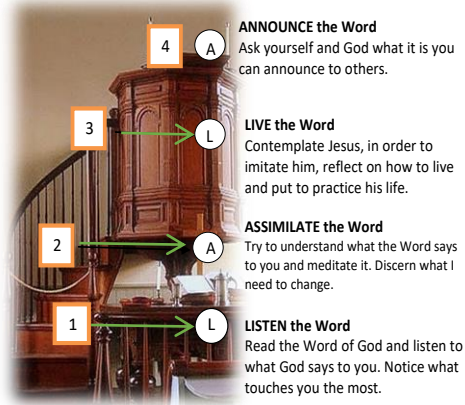 4
A
ANNOUNCE the Word
Ask yourself and God what it is you
can announce to others.
3
L
LIVE the Word
Contemplate Jesus, in order to
imitate him, reflect on how to live
and put to practice his life.
2
A
ASSIMILATE the Word
Try to understand what the Word says
to you and meditate it. Discern what I
need to change.
1
L
LISTEN the Word
Read the Word of God and listen to
what God says to you. Notice what
touches you the most.